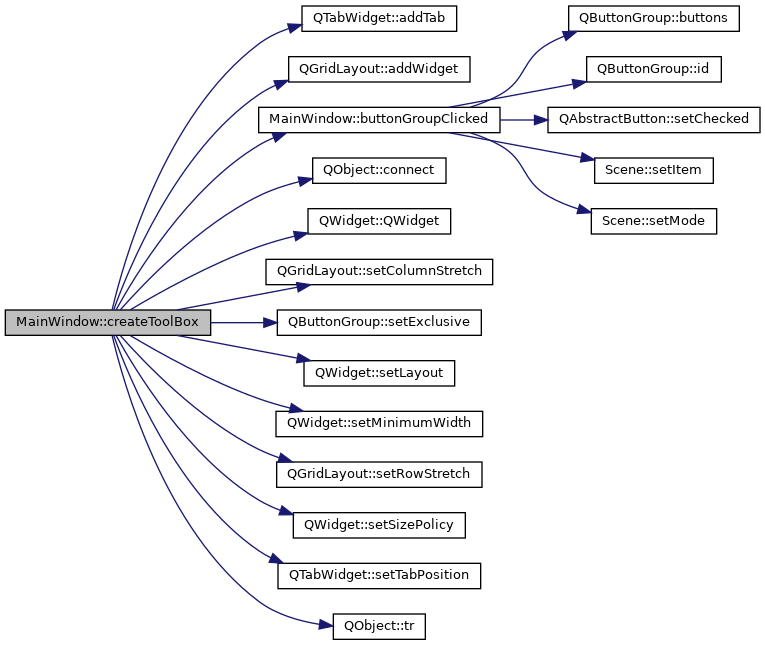 MainWindow::createToolBox
QTabWidget::addTab
QGridLayout::addWidget
MainWindow::buttonGroupClicked
QObject::connect
QWidget::QWidget
QGridLayout::setColumnStretch
QButtonGroup::setExclusive
QWidget::setLayout
QWidget::setMinimumWidth
QGridLayout::setRowStretch
QWidget::setSizePolicy
QTabWidget::setTabPosition
QObject::tr
QButtonGroup::buttons
QButtonGroup::id
QAbstractButton::setChecked
Scene::setItem
Scene::setMode